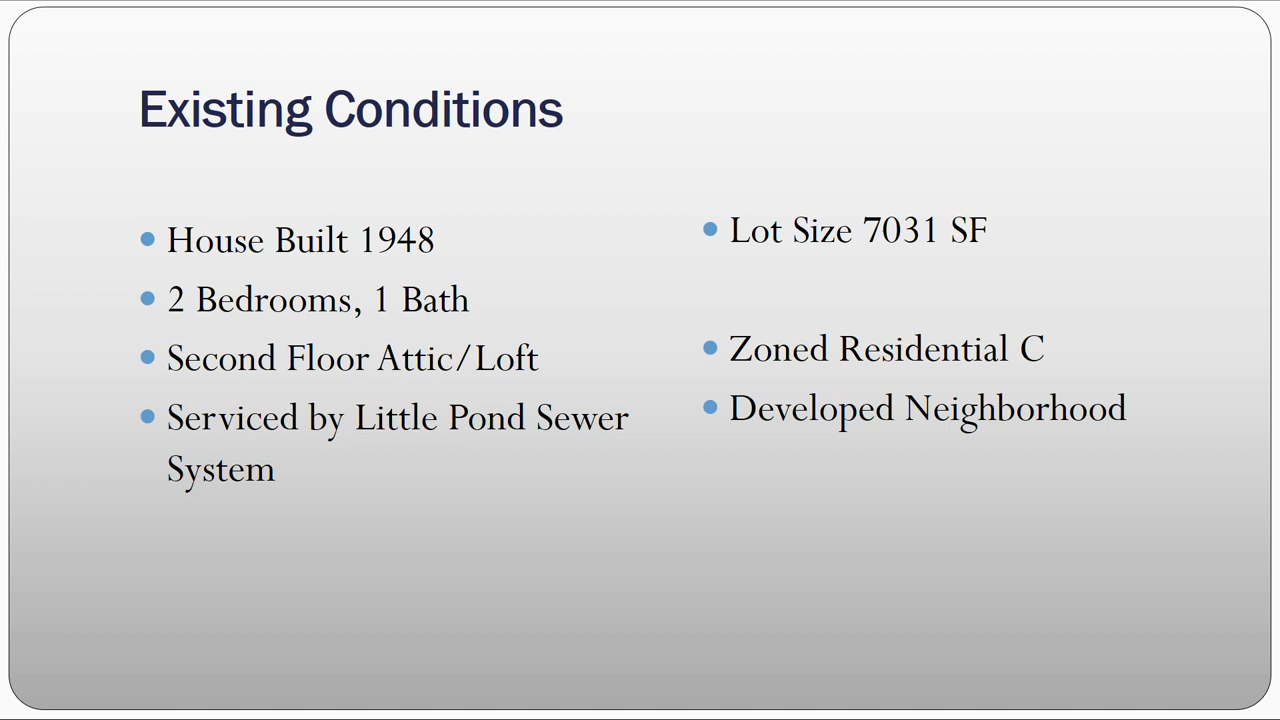 Existing Conditions
House Built 1948
2 Bedrooms, 1 Bath
Second Floor Attic/Loft
Serviced by Little Pond Sewer
System
Lot Size 7031 SF
Zoned Residential C
Developed Neighborhood